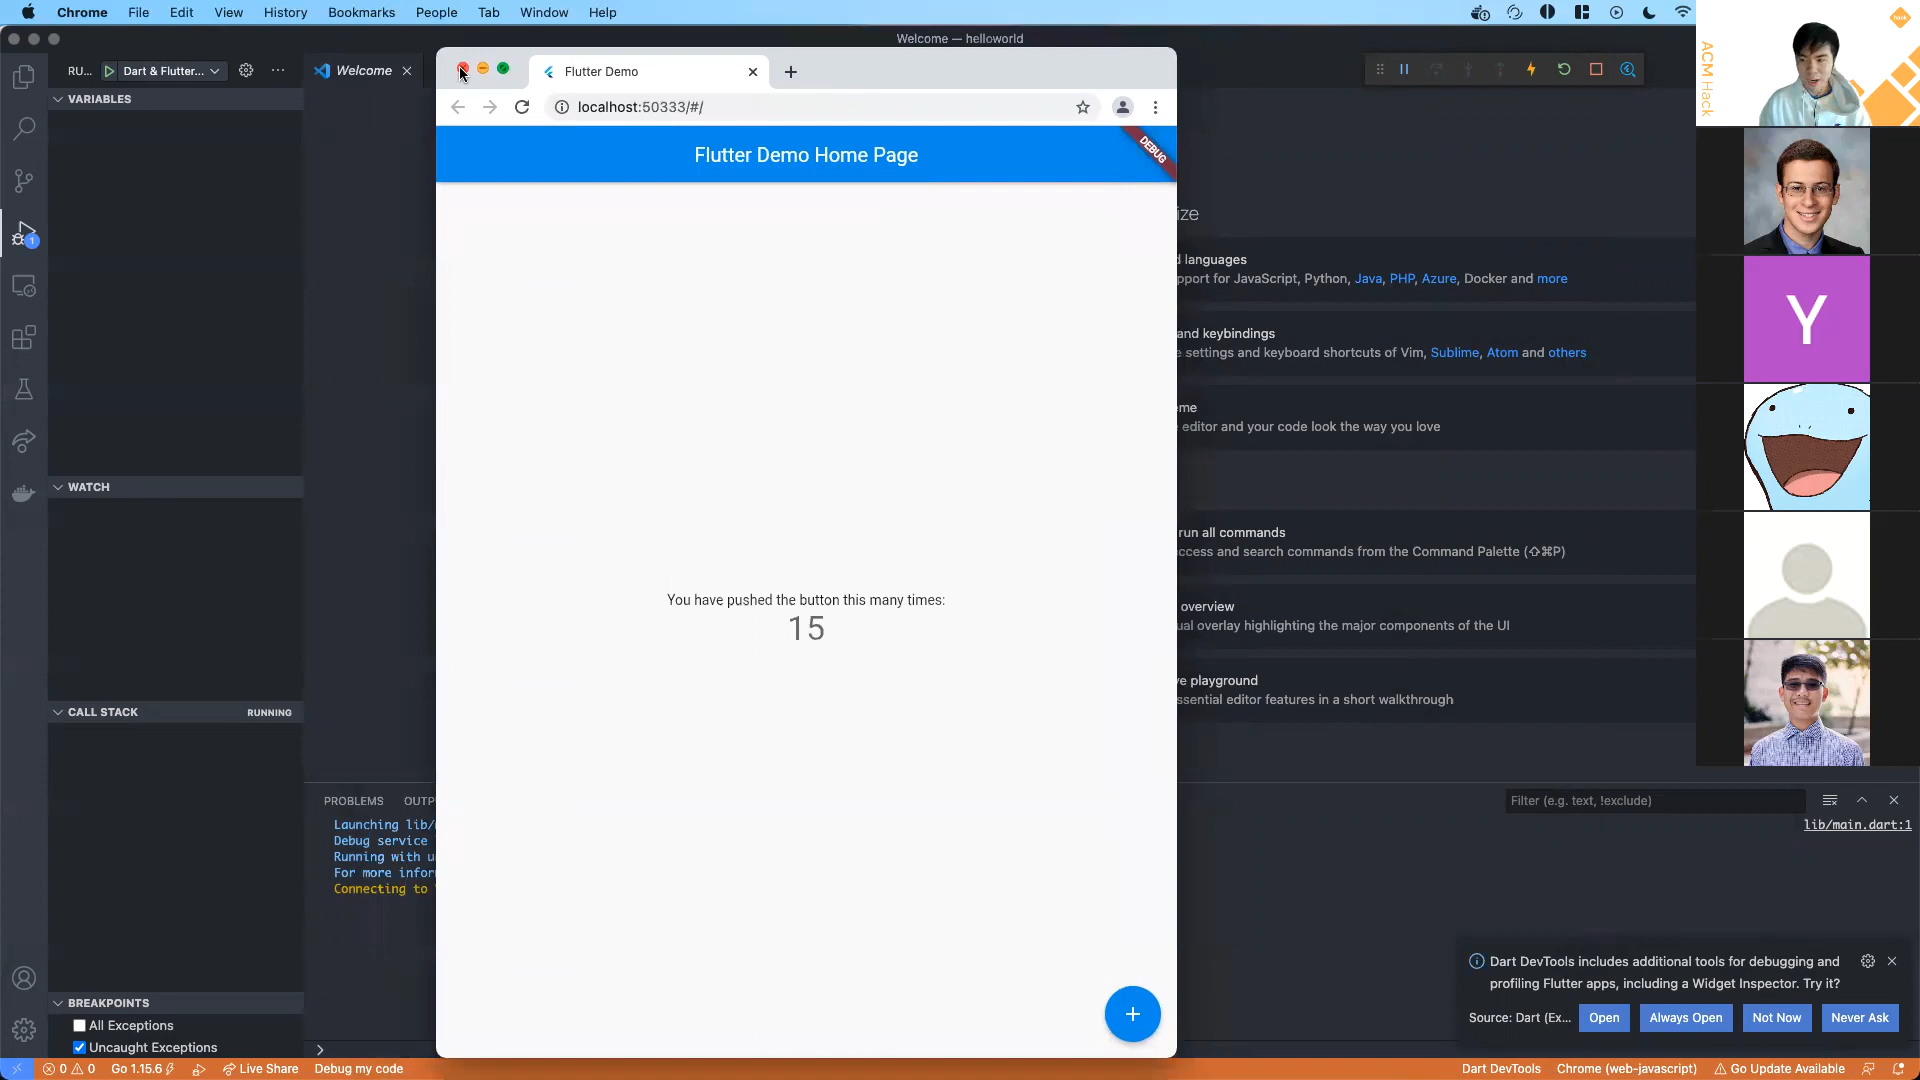 Chrome File Edit View History Bookmarks People Tab Window Help
Welcome — helloworld
RU... Dart & Flutter... Welcome
VARIABLES
WATCH
CALL STACK RUNNING
BREAKPOINTS
All Exceptions
Uncaught Exceptions
Flutter Demo
localhost:50333/#/
Flutter Demo Home Page
DEBUG
You have pushed the button this many times:
15
+
ize
d languages
pport for JavaScript, Python, Java, PHP, Azure, Docker and more
and keybindings
e settings and keyboard shortcuts of Vim, Sublime, Atom and others
eme
editor and your code look the way you love
run all commands
ccess and search commands from the Command Palette (⇧⌘P)
overview
ual overlay highlighting the major components of the UI
ve playground
ssential editor features in a short walkthrough
PROBLEMS OUTP
Filter (e.g. text, !exclude)
Launching lib/
lib/main.dart:1
Debug service
Running with
For more infor
Connecting to
Dart DevTools includes additional tools for debugging and
profiling Flutter apps, including a Widget Inspector. Try it?
Source: Dart (Ex... Open Always Open Not Now Never Ask
0 0 Go 1.15.6 Live Share Debug my code Dart DevTools Chrome (web-javascript) Go Update Available
ACM Hack
Y
1